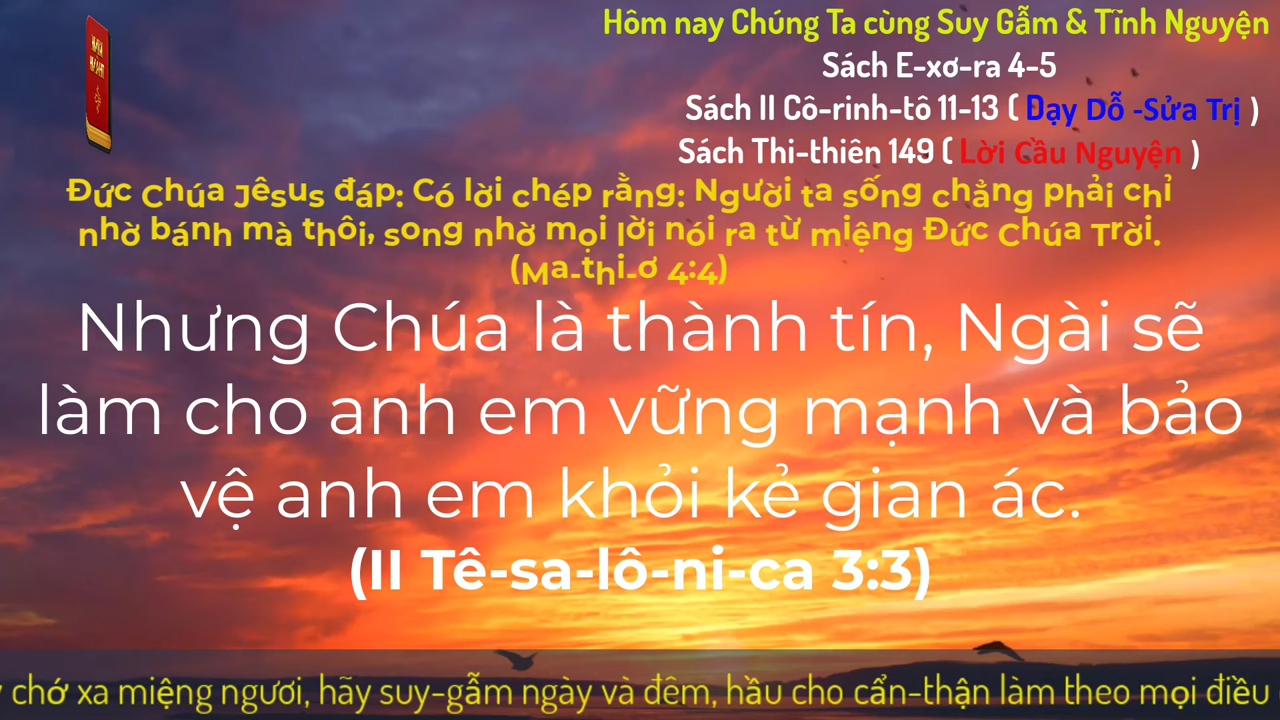 Hôm nay Chúng Ta cùng Suy Gẫm & Tĩnh Nguyện
Sách E-xơ-ra 4-5
Sách II Cô-rinh-tô 11-13 ( Dạy Dỗ -Sửa Trị )
Sách Thi-thiên 149 ( Lời Cầu Nguyện )
Đức Chúa Jêsus đáp: Có lời chép rằng: Người ta sống chẳng phải chỉ
nhờ bánh mà thôi, song nhờ mọi lời nói ra từ miệng Đức Chúa Trời.
(Ma-thi-ơ 4:4)
Nhưng Chúa là thành tín, Ngài sẽ
làm cho anh em vững mạnh và bảo
vệ anh em khỏi kẻ gian ác.
(II Tê-sa-lô-ni-ca 3:3)
chớ xa miệng ngươi, hãy suy-gẫm ngày và đêm, hầu cho cẩn-thận làm theo mọi điều